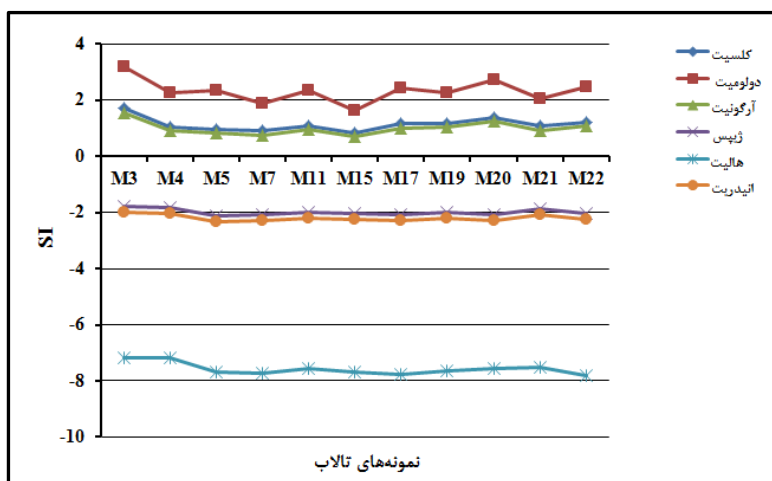 4
2
0
-2
-4
-6
-8
-10
SI
M3 M4 M5 M7 M11 M15 M17 M19 M20 M21 M22
نمونه‌های تالاب
کلسیت
دولومیت
آرگونیت
ژیپس
هالیت
انیدریت